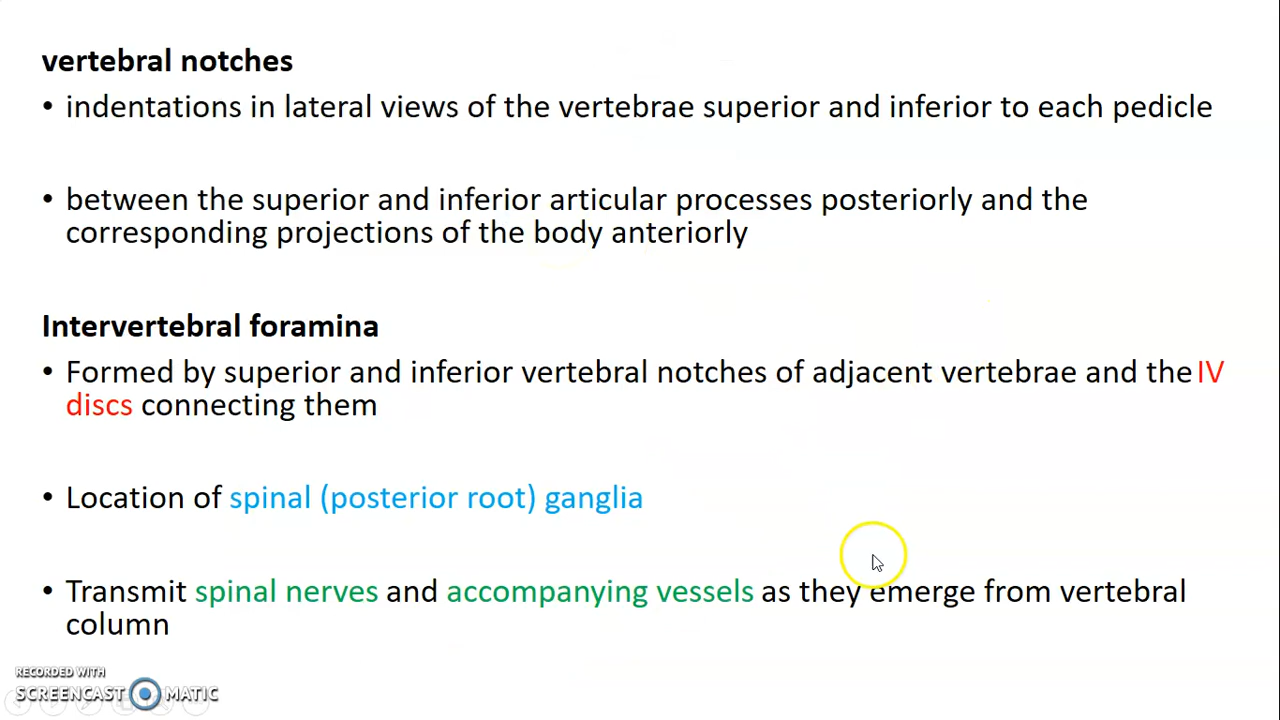 vertebral notches
• indentations in lateral views of the vertebrae superior and inferior to each pedicle
• between the superior and inferior articular processes posteriorly and the
corresponding projections of the body anteriorly
Intervertebral foramina
• Formed by superior and inferior vertebral notches of adjacent vertebrae and the IV
discs connecting them
• Location of spinal (posterior root) ganglia
• Transmit spinal nerves and accompanying vessels as they emerge from vertebral
column
RECORDED WITH
SCREENCAST MATIC